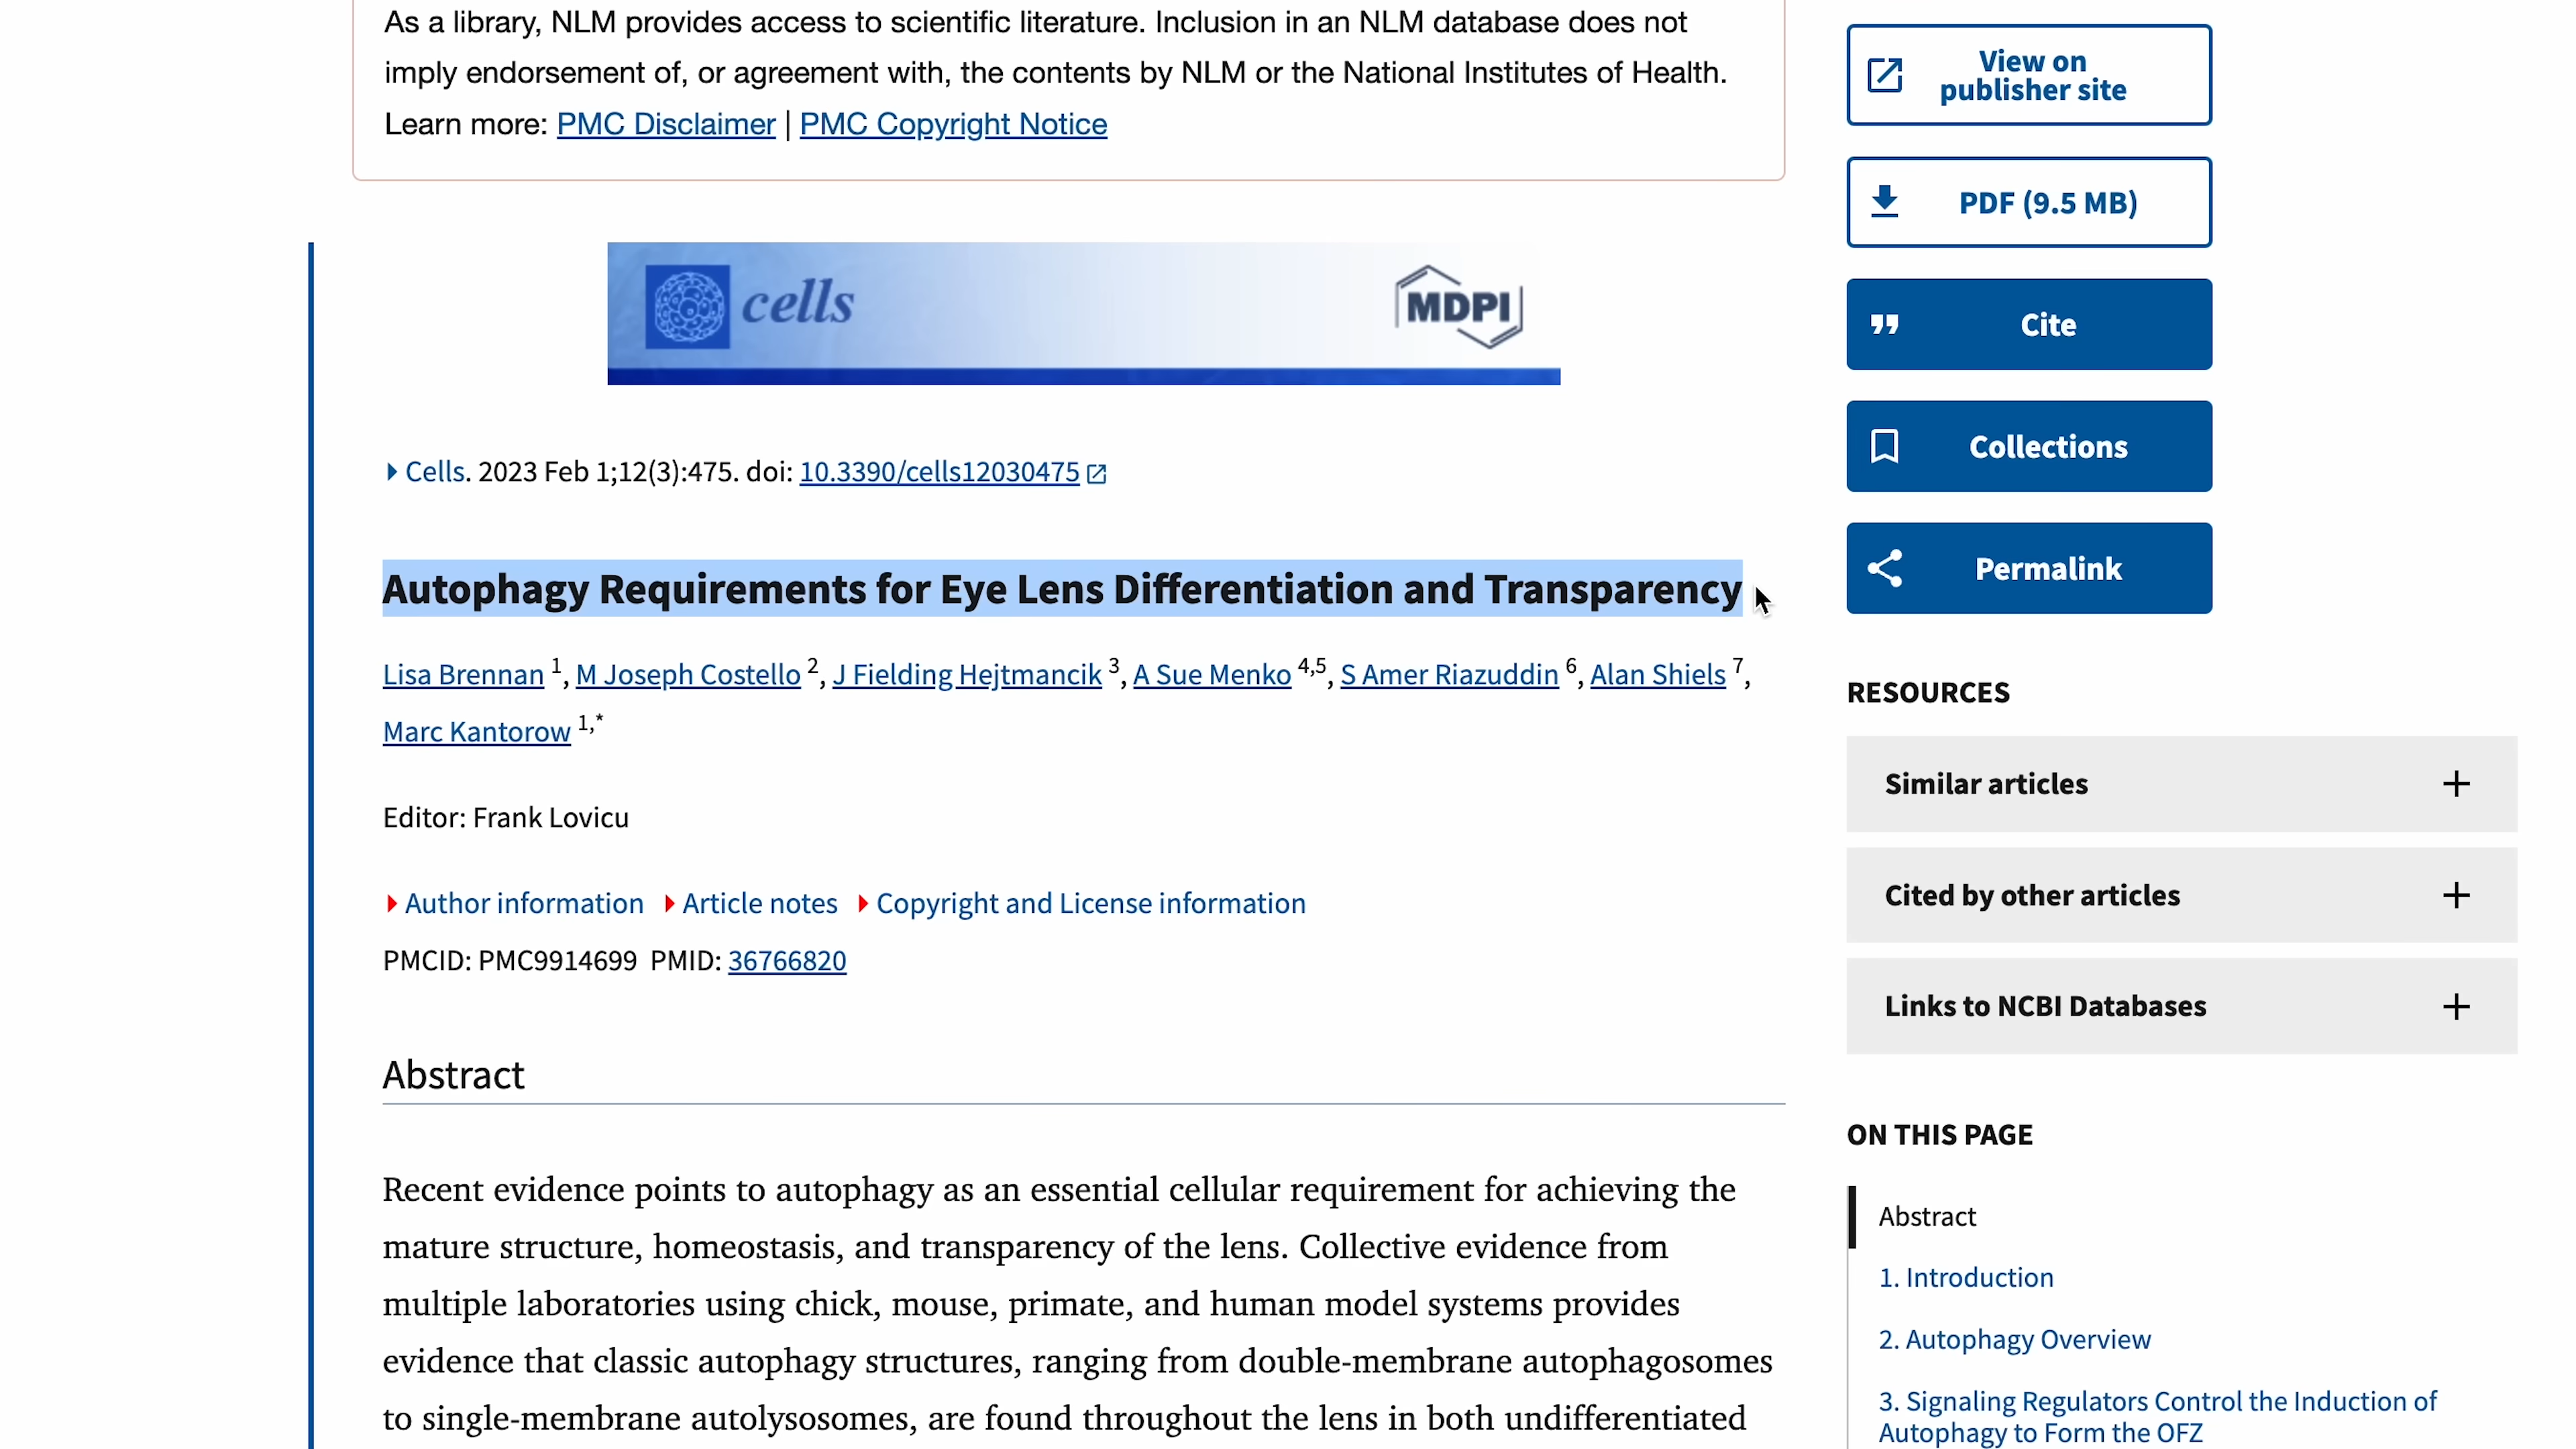 As a library, NLM provides access to scientific literature. Inclusion in an NLM database does not
imply endorsement of, or agreement with, the contents by NLM or the National Institutes of Health.
Learn more: PMC Disclaimer | PMC Copyright Notice
cells
MDPI
Cells. 2023 Feb 1;12(3):475. doi: 10.3390/cells12030475
Autophagy Requirements for Eye Lens Differentiation and Transparency
Lisa Brennan 1, M Joseph Costello 2, J Fielding Hejtmancik 3, A Sue Menko 4,5, S Amer Riazuddin 6, Alan Shiels 7,
Marc Kantorow 1,*
Editor: Frank Lovicu
Author information Article notes Copyright and License information
PMCID: PMC9914699 PMID: 36766820
Abstract
Recent evidence points to autophagy as an essential cellular requirement for achieving the
mature structure, homeostasis, and transparency of the lens. Collective evidence from
multiple laboratories using chick, mouse, primate, and human model systems provides
evidence that classic autophagy structures, ranging from double-membrane autophagosomes
to single-membrane autolysosomes, are found throughout the lens in both undifferentiated
View on
publisher site
PDF (9.5 MB)
Cite
Collections
Permalink
RESOURCES
Similar articles
Cited by other articles
Links to NCBI Databases
ON THIS PAGE
Abstract
1. Introduction
2. Autophagy Overview
3. Signaling Regulators Control the Induction of
Autophagy to Form the OFZ